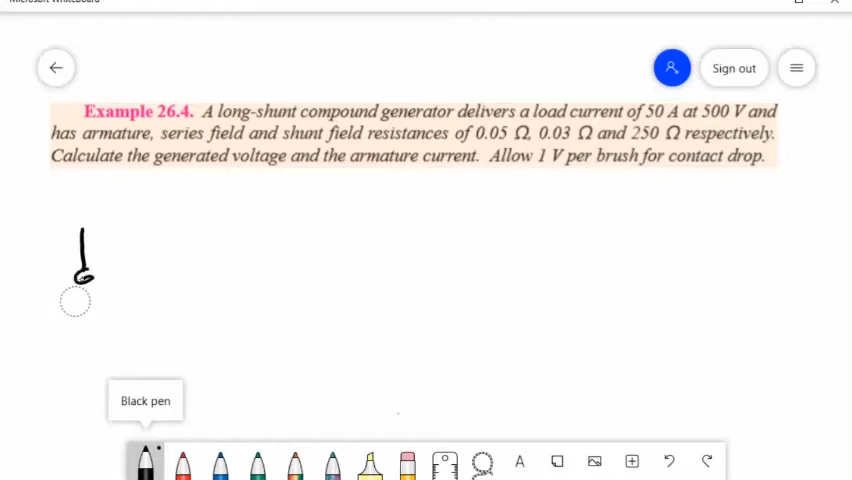 Microsoft Whiteboard
Sign out
Example 26.4. A long-shunt compound generator delivers a load current of 50 A at 500 V and
has armature, series field and shunt field resistances of 0.05 Ω, 0.03 Ω and 250 Ω respectively.
Calculate the generated voltage and the armature current. Allow 1 V per brush for contact drop.
Black pen
A